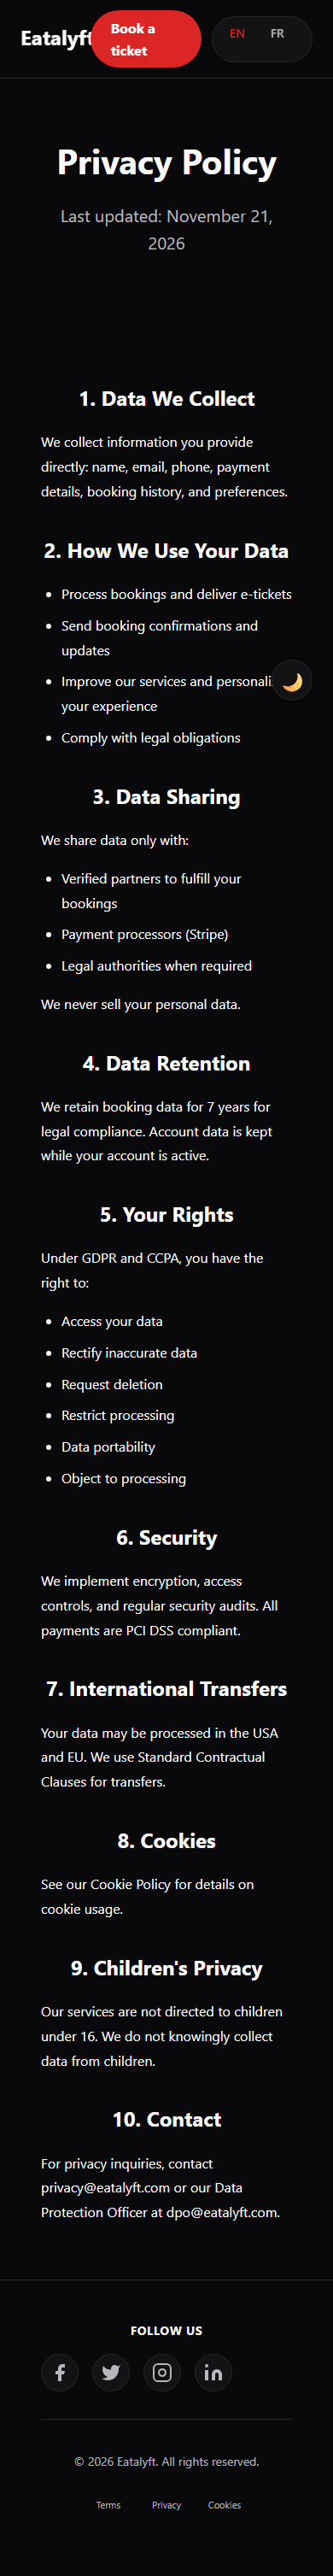 Eatalyft
Book a
ticket
EN FR
Privacy Policy
Last updated: November 21,
2026
1. Data We Collect
We collect information you provide
directly: name, email, phone, payment
details, booking history, and preferences.
2. How We Use Your Data
• Process bookings and deliver e-tickets
• Send booking confirmations and
updates
• Improve our services and personali
your experience
• Comply with legal obligations
3. Data Sharing
We share data only with:
• Verified partners to fulfill your
bookings
• Payment processors (Stripe)
• Legal authorities when required
We never sell your personal data.
4. Data Retention
We retain booking data for 7 years for
legal compliance. Account data is kept
while your account is active.
5. Your Rights
Under GDPR and CCPA, you have the
right to:
• Access your data
• Rectify inaccurate data
• Request deletion
• Restrict processing
• Data portability
• Object to processing
6. Security
We implement encryption, access
controls, and regular security audits. All
payments are PCI DSS compliant.
7. International Transfers
Your data may be processed in the USA
and EU. We use Standard Contractual
Clauses for transfers.
8. Cookies
See our Cookie Policy for details on
cookie usage.
9. Children's Privacy
Our services are not directed to children
under 16. We do not knowingly collect
data from children.
10. Contact
For privacy inquiries, contact
privacy@eatalyft.com or our Data
Protection Officer at dpo@eatalyft.com.
FOLLOW US
© 2026 Eatalyft. All rights reserved.
Terms Privacy Cookies